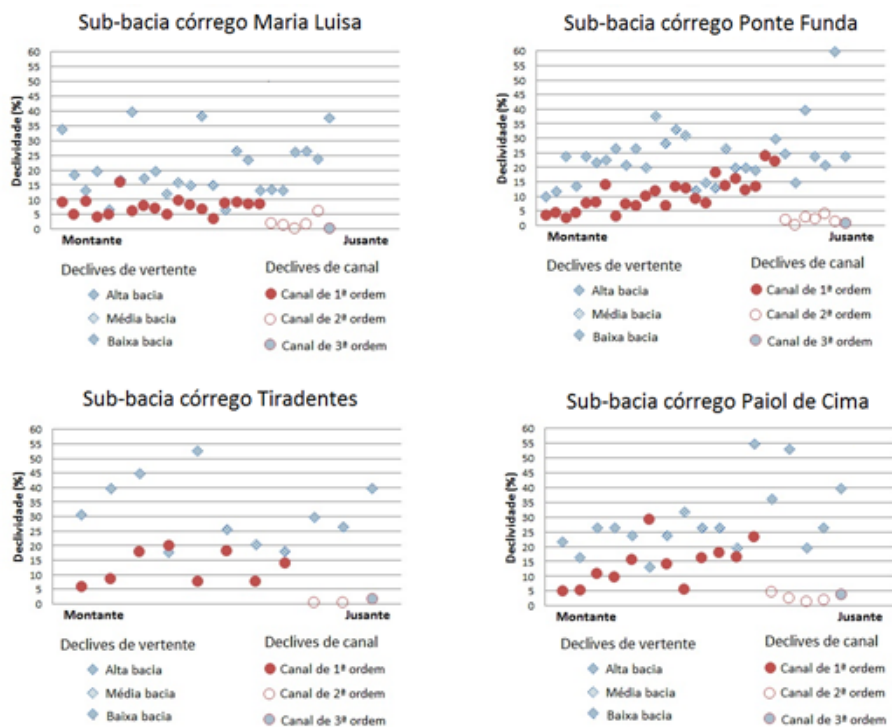 Sub-bacia córrego Maria Luisa
60
55
50
45
40
35
30
25
20
15
10
5
0
Declividade (%)
Montante
Jusante
Declives de vertente
Declives de canal
Alta bacia
Canal de 1ª ordem
Média bacia
Canal de 2ª ordem
Baixa bacia
Canal de 3ª ordem
Sub-bacia córrego Ponte Funda
60
55
50
45
40
35
30
25
20
15
10
5
0
Declividade (%)
Montante
Jusante
Declives de vertente
Declives de canal
Alta bacia
Canal de 1ª ordem
Média bacia
Canal de 2ª ordem
Baixa bacia
Canal de 3ª ordem
Sub-bacia córrego Tiradentes
60
55
50
45
40
35
30
25
20
15
10
5
0
Declividade (%)
Montante
Jusante
Declives de vertente
Declives de canal
Alta bacia
Canal de 1ª ordem
Média bacia
Canal de 2ª ordem
Baixa bacia
Canal de 3ª ordem
Sub-bacia córrego Paiol de Cima
60
55
50
45
40
35
30
25
20
15
10
5
0
Declividade (%)
Montante
Jusante
Declives de vertente
Declives de canal
Alta bacia
Canal de 1ª ordem
Média bacia
Canal de 2ª ordem
Baixa bacia
Canal de 3ª ordem